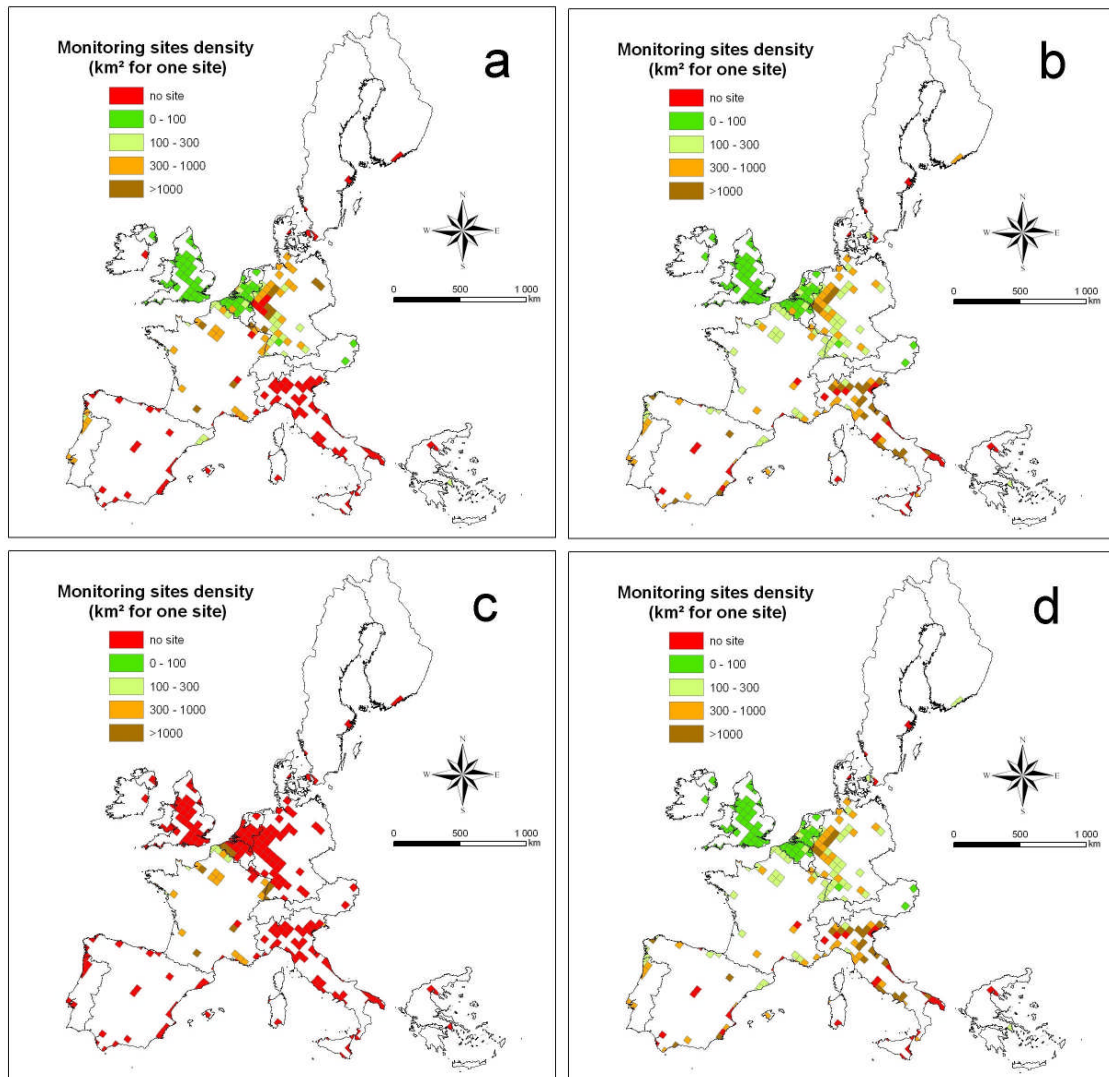 Monitoring sites density
(km² for one site)
a
no site
0 - 100
100 - 300
300 - 1000
>1000
N
W E
S
0 500 1 000
km
Monitoring sites density
(km² for one site)
b
no site
0 - 100
100 - 300
300 - 1000
>1000
N
W E
S
0 500 1 000
km
Monitoring sites density
(km² for one site)
c
no site
0 - 100
100 - 300
300 - 1000
>1000
N
W E
S
0 500 1 000
km
Monitoring sites density
(km² for one site)
d
no site
0 - 100
100 - 300
300 - 1000
>1000
N
W E
S
0 500 1 000
km